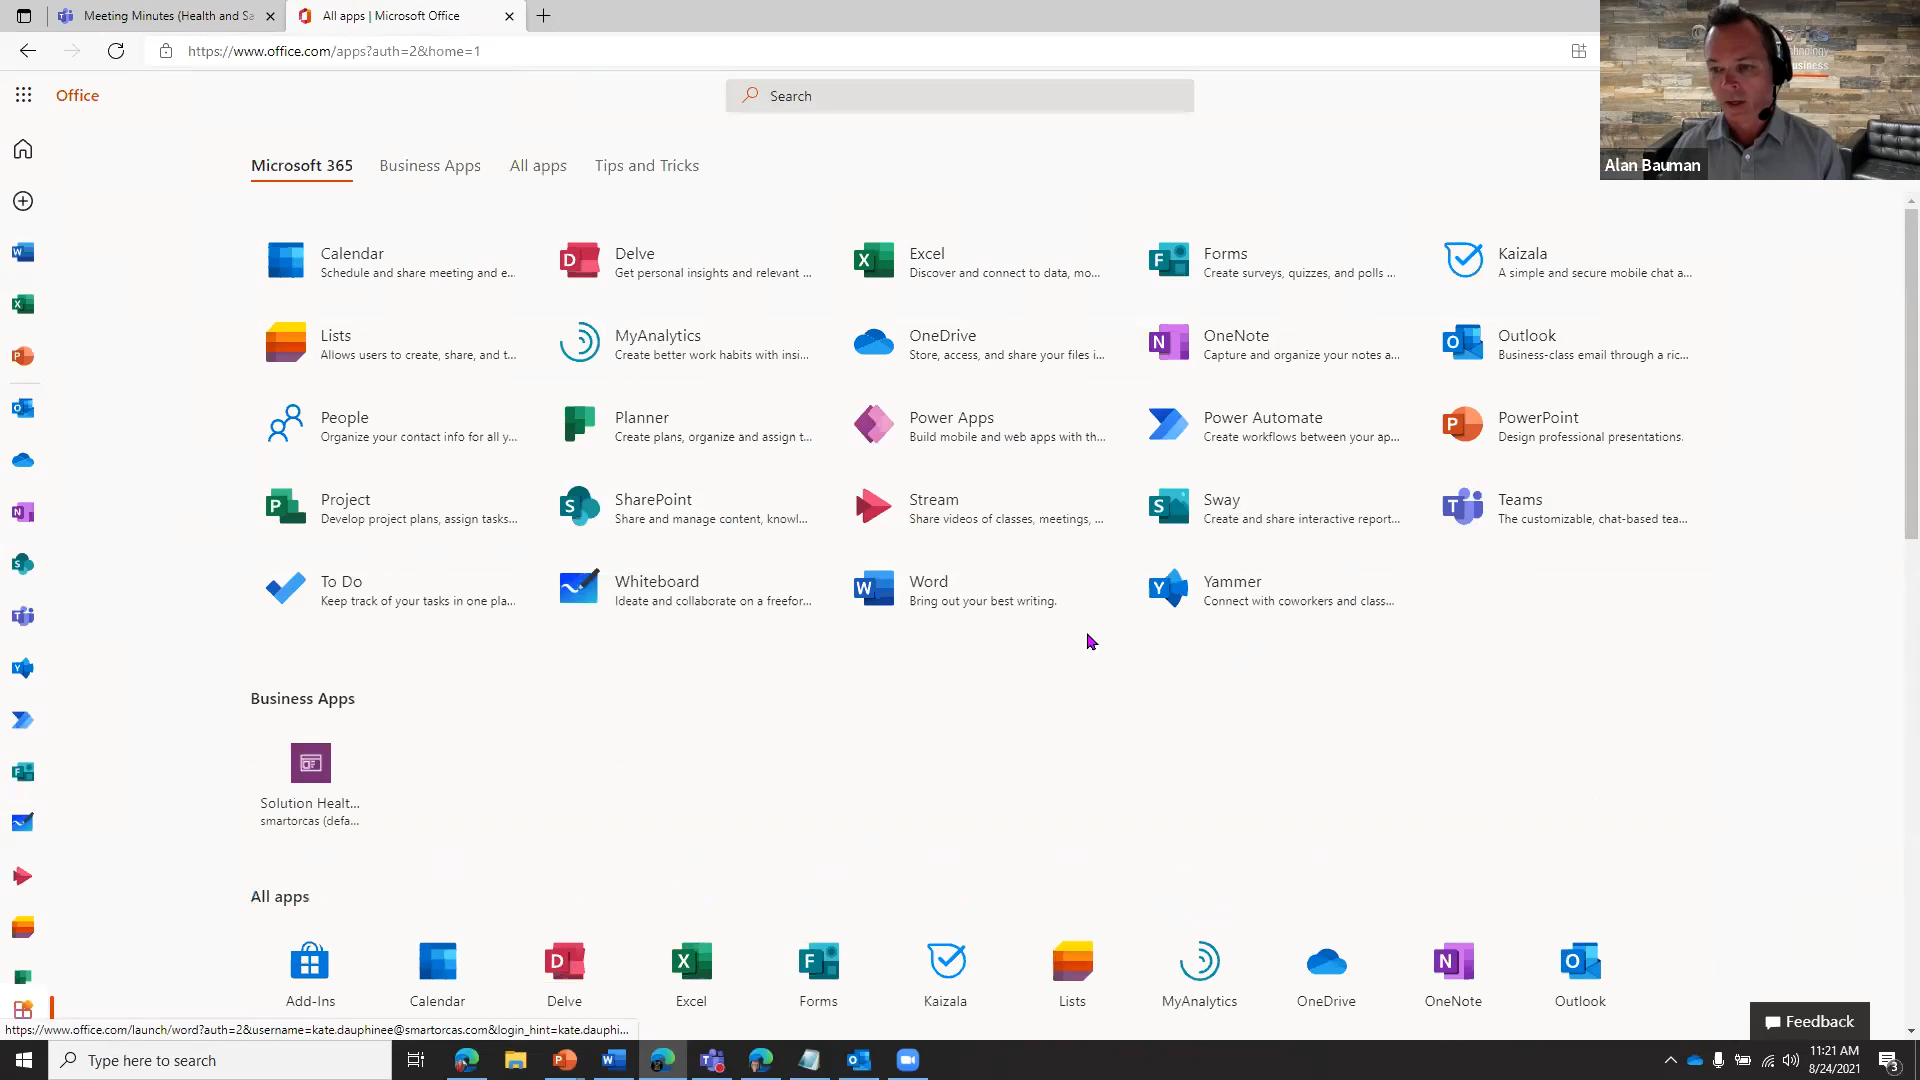 Meeting Minutes (Health and Sa
All apps | Microsoft Office
https://www.office.com/apps?auth=2&home=1
Office
Search
Alan Bauman
Microsoft 365
Business Apps
All apps
Tips and Tricks
Calendar
Schedule and share meeting and e...
Delve
Get personal insights and relevant ...
Excel
Discover and connect to data, mo...
Forms
Create surveys, quizzes, and polls ...
Kaizala
A simple and secure mobile chat a...
Lists
Allows users to create, share, and t...
MyAnalytics
Create better work habits with insi...
OneDrive
Store, access, and share your files i...
OneNote
Capture and organize your notes a...
Outlook
Business-class email through a ric...
People
Organize your contact info for all y...
Planner
Create plans, organize and assign t...
Power Apps
Build mobile and web apps with th...
Power Automate
Create workflows between your ap...
PowerPoint
Design professional presentations.
Project
Develop project plans, assign tasks...
SharePoint
Share and manage content, knowl...
Stream
Share videos of classes, meetings, ...
Sway
Create and share interactive report...
Teams
The customizable, chat-based tea...
To Do
Keep track of your tasks in one pla...
Whiteboard
Ideate and collaborate on a freefor...
Word
Bring out your best writing.
Yammer
Connect with coworkers and class...
Business Apps
Solution Healt...
smartorcas (defa...
All apps
Add-Ins
Calendar
Delve
Excel
Forms
Kaizala
Lists
MyAnalytics
OneDrive
OneNote
Outlook
Feedback
https://www.office.com/launch/word?auth=2&username=kate.dauphinee@smartorcas.com&login_hint=kate.dauphi...
Type here to search
11:21 AM
8/24/2021
3